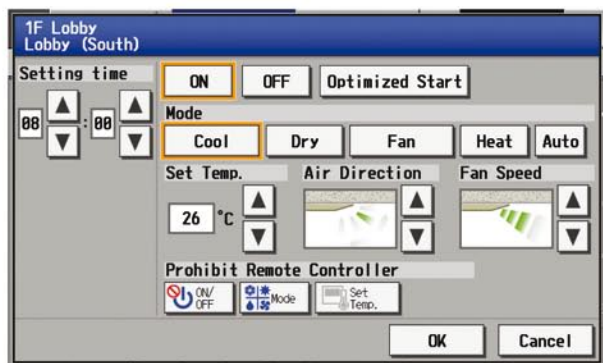 1F Lobby
Lobby (South)
Setting time
ON OFF Optimized Start
08 : 00
Mode
Cool Dry Fan Heat Auto
Set Temp. Air Direction Fan Speed
26 °C
Prohibit Remote Controller
ON/
OFF
Mode
Set
Temp.
OK Cancel